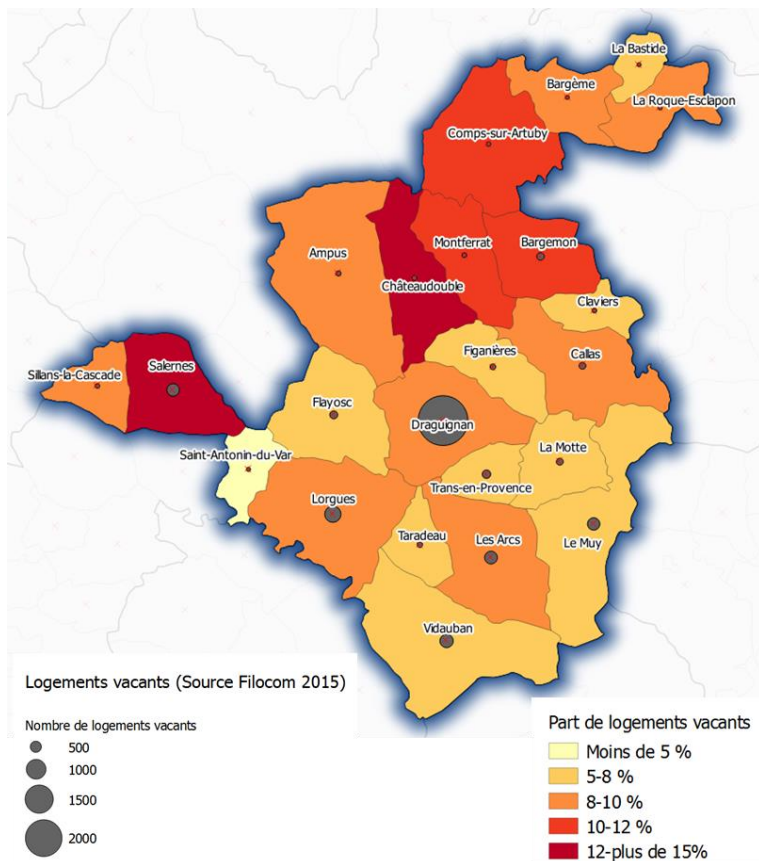 La Bastide
Bargème
La Roque-Esclapon
Comps-sur-Artuby
Montferrat
Bargemon
Ampus
Châteaudouble
Claviers
Figanières
Callas
Sillans-la-Cascade
Salernes
Flayosc
Draguignan
La Motte
Saint-Antonin-du-Var
Trans-en-Provence
Lorgues
Taradeau
Les Arcs
Le Muy
Vidauban
Logements vacants (Source Filocom 2015)
Nombre de logements vacants
500
1000
1500
2000
Part de logements vacants
Moins de 5 %
5-8 %
8-10 %
10-12 %
12-plus de 15%